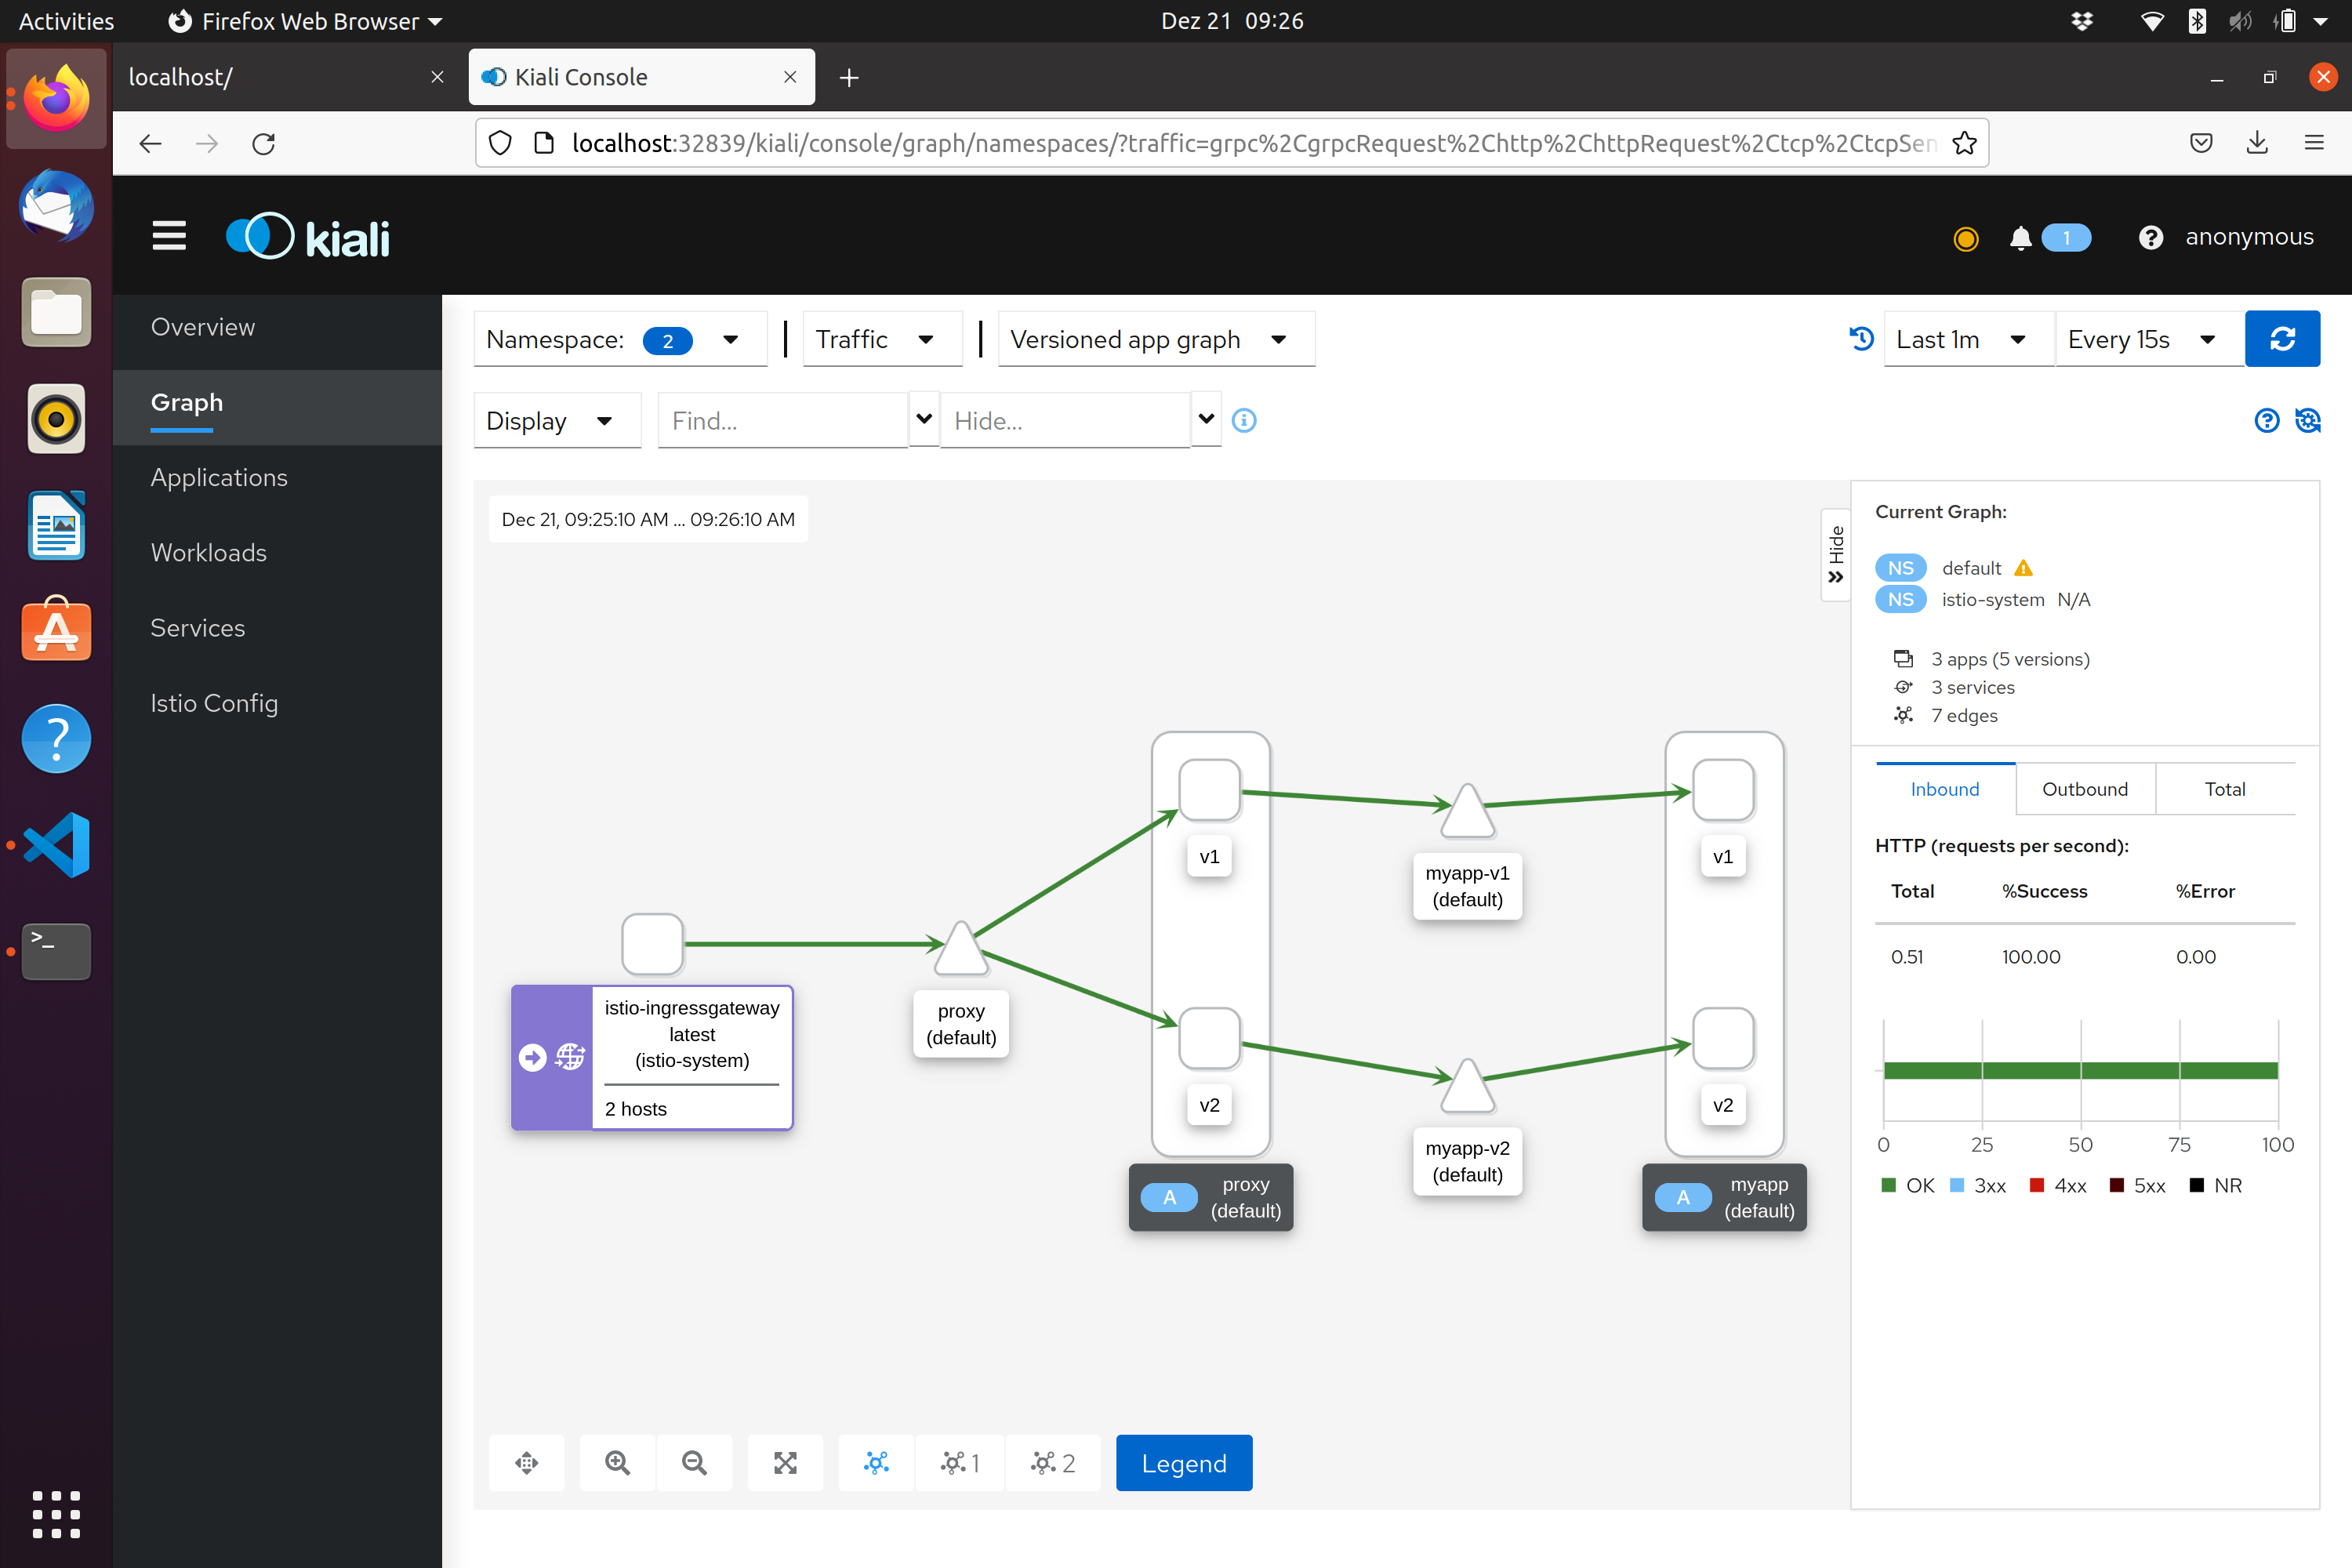 Activities
Firefox Web Browser
Dez 21 09:26
localhost/
Kiali Console
localhost:32839/kiali/console/graph/namespaces/?traffic=grpc%2CgrpcRequest%2Chttp%2ChttpRequest%2Ctcp%2CtcpSen
kiali
1
anonymous
Overview
Graph
Applications
Workloads
Services
Istio Config
Namespace: 2
Traffic
Versioned app graph
Last 1m
Every 15s
Display
Find...
Hide...
Dec 21, 09:25:10 AM ... 09:26:10 AM
Hide
istio-ingressgateway
latest
(istio-system)
2 hosts
proxy
(default)
v1
v2
A
proxy
(default)
myapp-v1
(default)
myapp-v2
(default)
v1
v2
A
myapp
(default)
1
2
Legend
Current Graph:
NS default
NS istio-system N/A
3 apps (5 versions)
3 services
7 edges
Inbound
Outbound
Total
HTTP (requests per second):
Total %Success %Error
0.51 100.00 0.00
0 25 50 75 100
OK 3xx 4xx 5xx NR